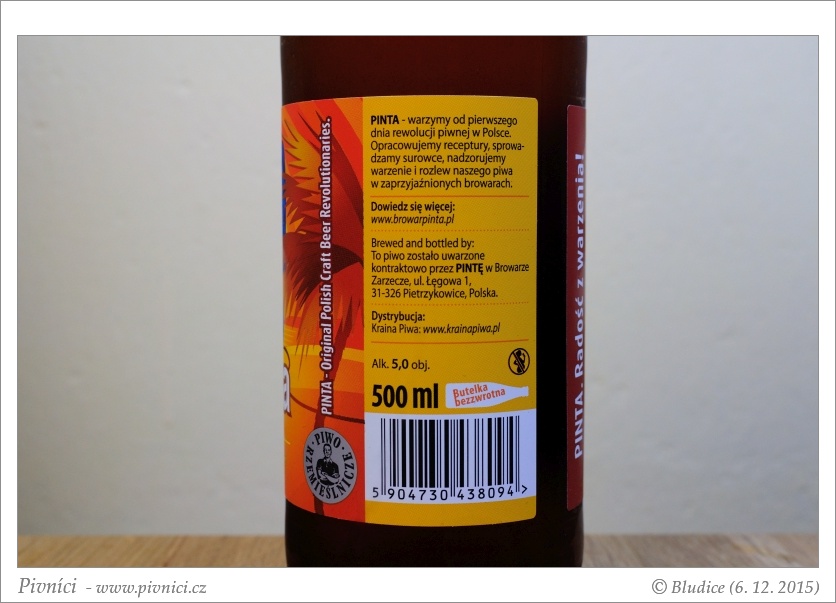 PINTA - Original Polish Craft Beer Revolutionaries.
· PIWO ·
RZEMIEŚLNICZE
PINTA - warzymy od pierwszego
dnia rewolucji piwnej w Polsce.
Opracowujemy receptury, sprowa-
dzamy surowce, nadzorujemy
warzenie i rozlew naszego piwa
w zaprzyjaźnionych browarach.
Dowiedz się więcej:
www.browarpinta.pl
Brewed and bottled by:
To piwo zostało uwarzone
kontraktowo przez PINTĘ w Browarze
Zarzecze, ul. Łęgowa 1,
31-326 Pietrzykowice, Polska.
Dystrybucja:
Kraina Piwa: www.krainapiwa.pl
Alk. 5,0 obj.
500 ml
Butelka
bezzwrotna
5 904730 438094 >
PINTA. Radość z warzenia!
Pivníci - www.pivnici.cz
© Bludice (6. 12. 2015)